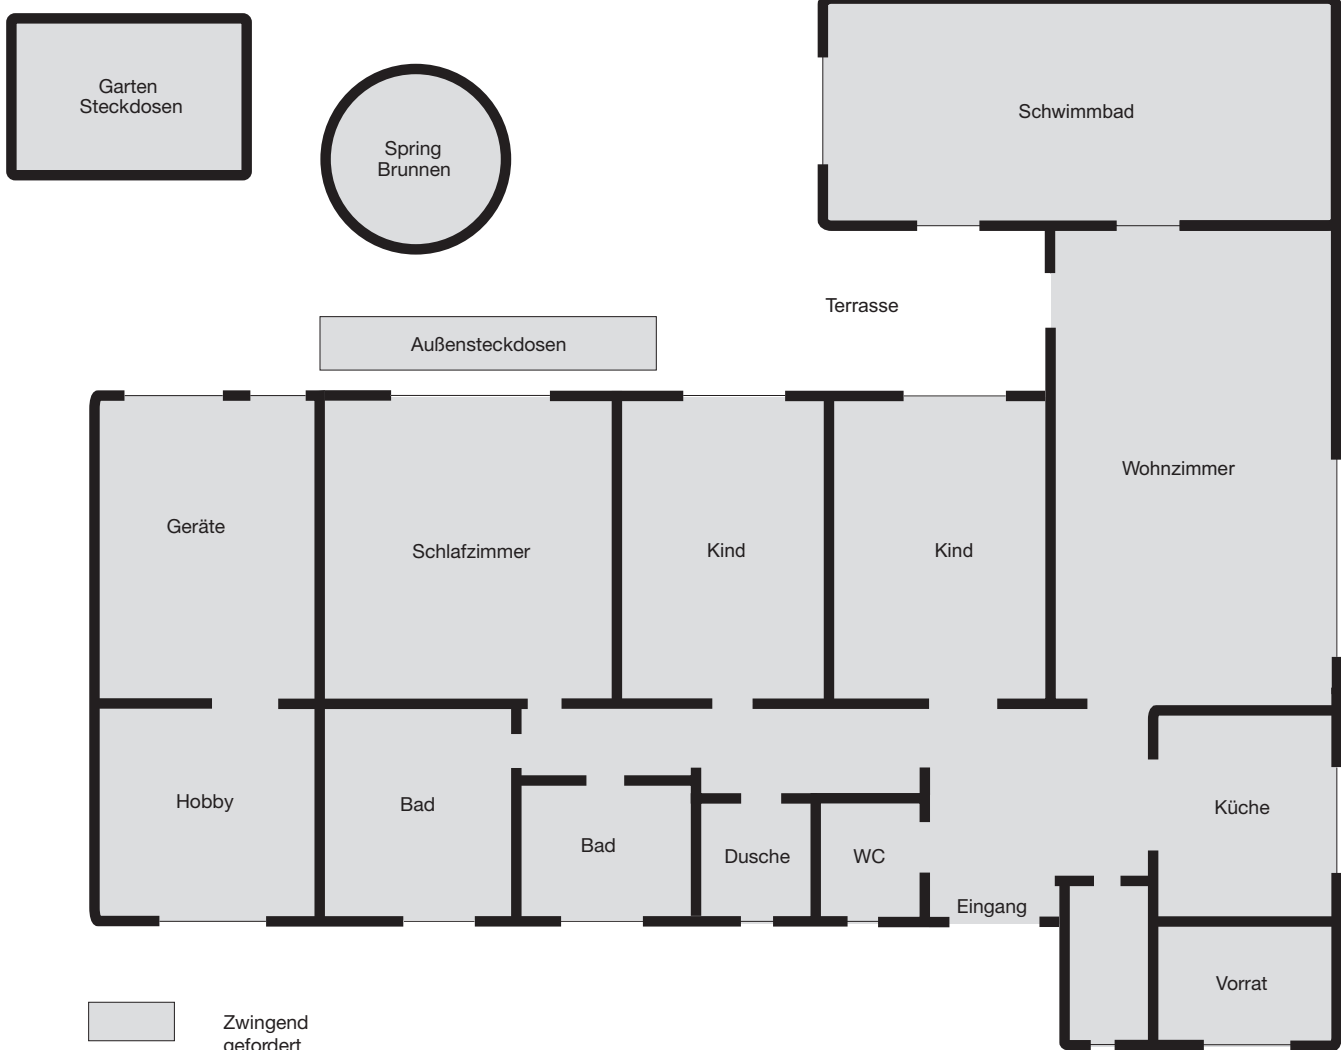 Garten
Steckdosen
Spring
Brunnen
Schwimmbad
Terrasse
Außensteckdosen
Wohnzimmer
Geräte
Schlafzimmer
Kind
Kind
Hobby
Bad
Bad
Dusche
WC
Küche
Eingang
Vorrat
Zwingend
gefordert